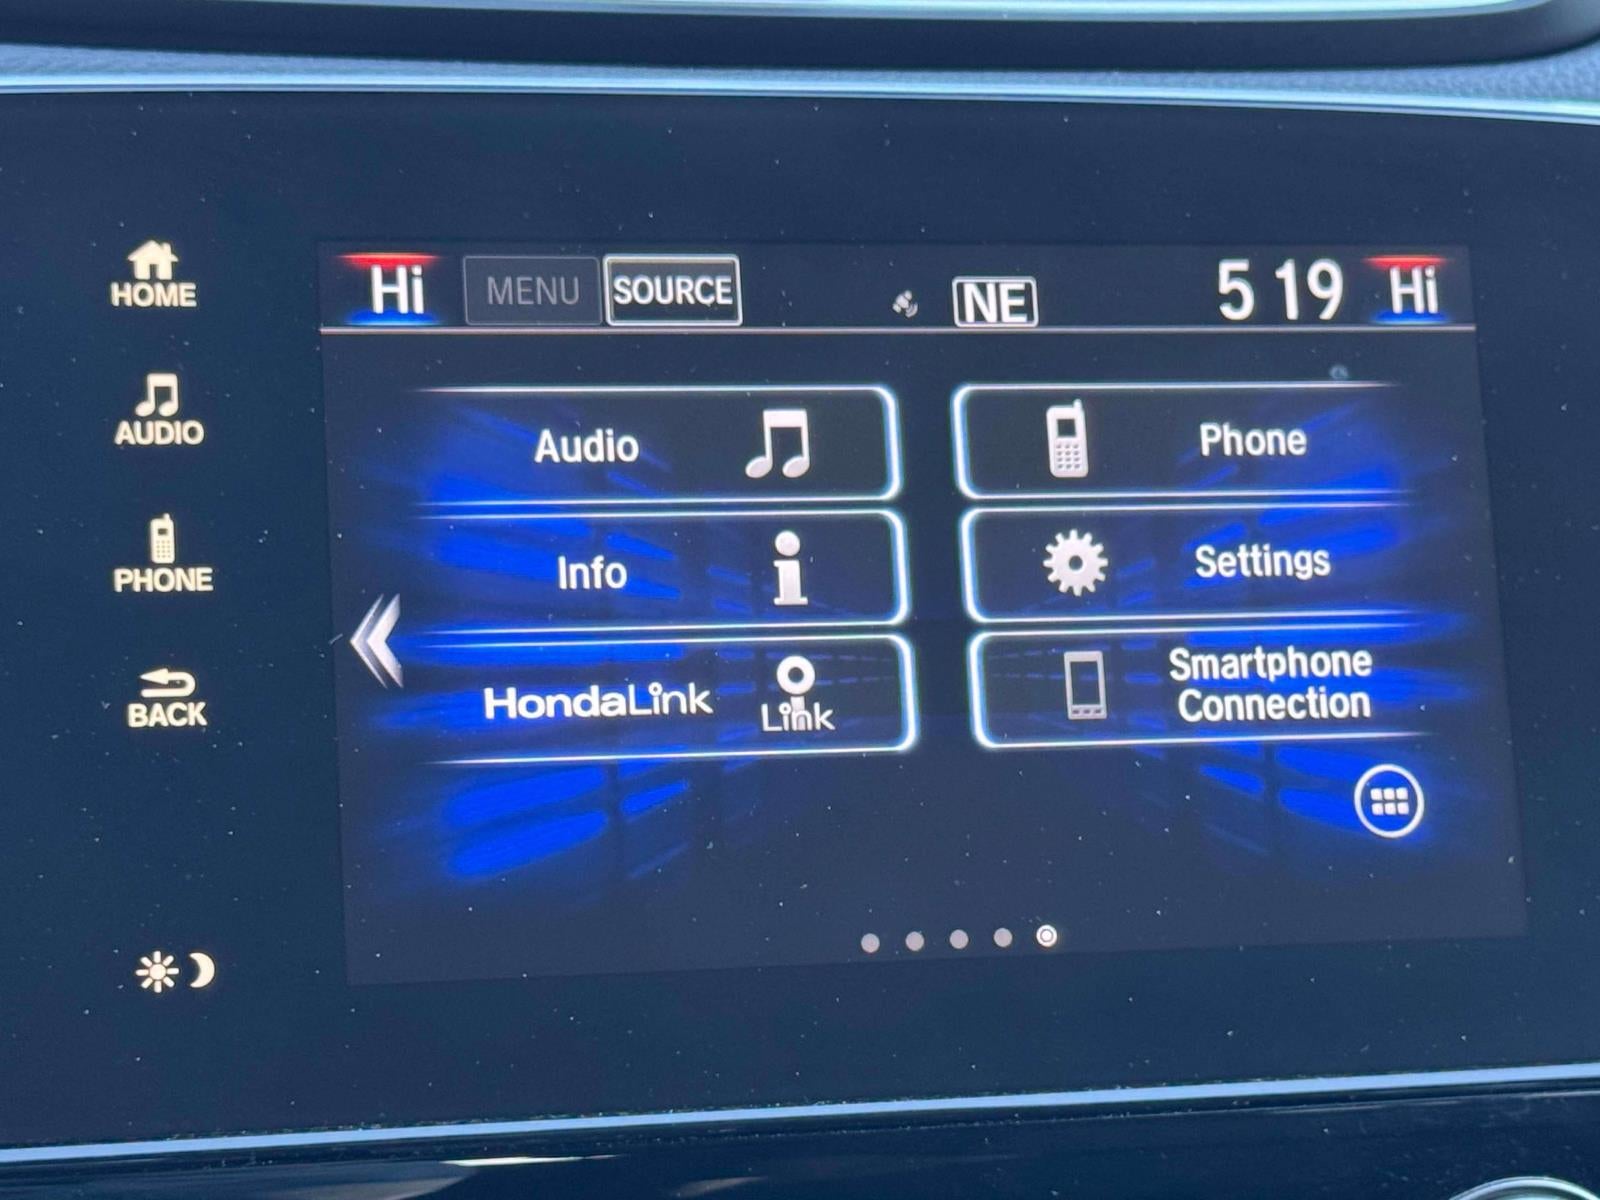 Hi MENU SOURCE NE 5 19 Hi
HOME
AUDIO
PHONE
BACK
Audio
Phone
Info
Settings
HondaLink
Link
Smartphone
Connection